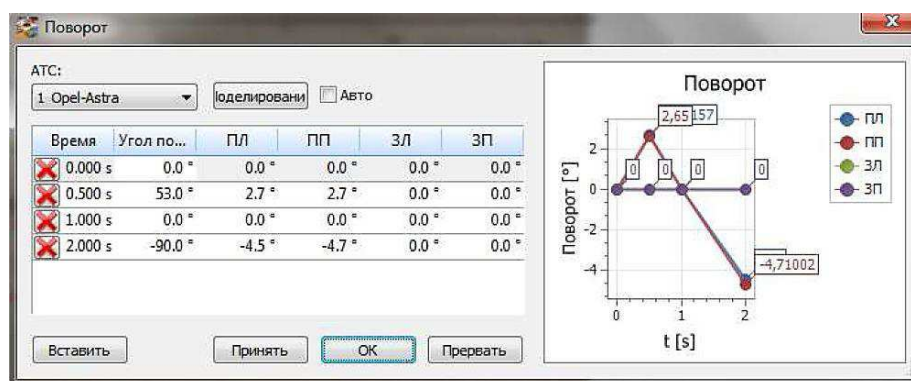 Поворот
АТС:
1 Opel-Astra
Моделировани
Авто
Время Угол по... ПЛ ПП ЗЛ ЗП
0.000 s 0.0 ° 0.0 ° 0.0 ° 0.0 ° 0.0 °
0.500 s 53.0 ° 2.7 ° 2.7 ° 0.0 ° 0.0 °
1.000 s 0.0 ° 0.0 ° 0.0 ° 0.0 ° 0.0 °
2.000 s -90.0 ° -4.5 ° -4.7 ° 0.0 ° 0.0 °
Вставить Принять ОК Прервать
Поворот
2,65 157
0 0 0 0
-4,71002
Поворот [°]
2
0
-2
-4
0 1 2
t [s]
ПЛ
ПП
ЗЛ
ЗП